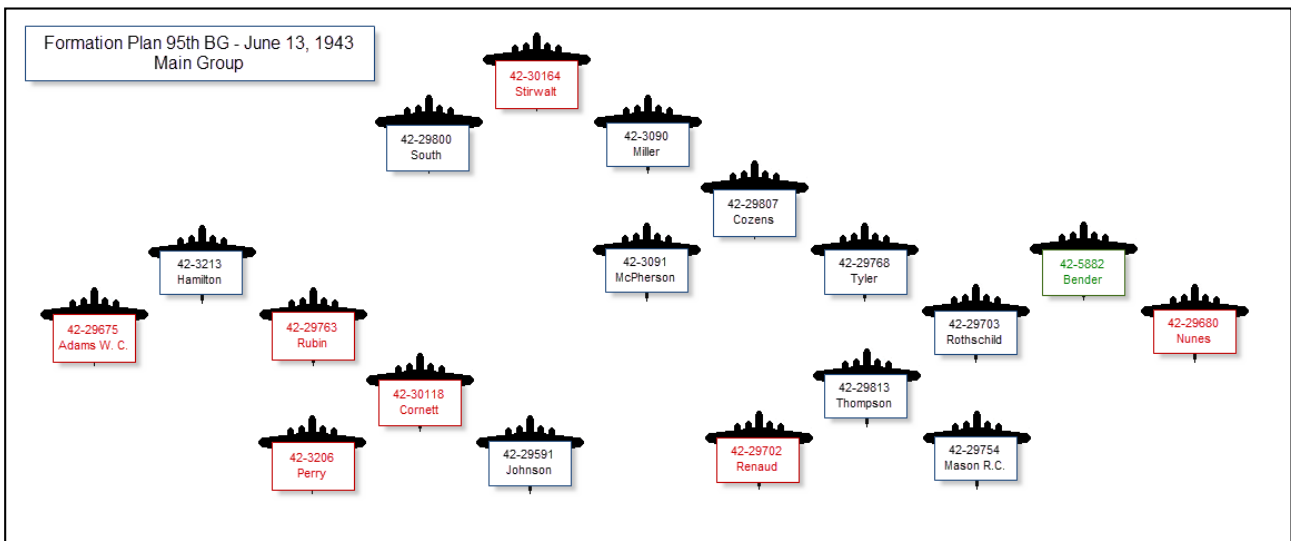 Formation Plan 95th BG - June 13, 1943
Main Group
42-30164
Stirwalt
42-29800
South
42-3090
Miller
42-29807
Cozens
42-3213
Hamilton
42-3091
McPherson
42-29768
Tyler
42-5882
Bender
42-29675
Adams W. C.
42-29763
Rubin
42-29703
Rothschild
42-29680
Nunes
42-30118
Cornett
42-29813
Thompson
42-3206
Perry
42-29591
Johnson
42-29702
Renaud
42-29754
Mason R.C.